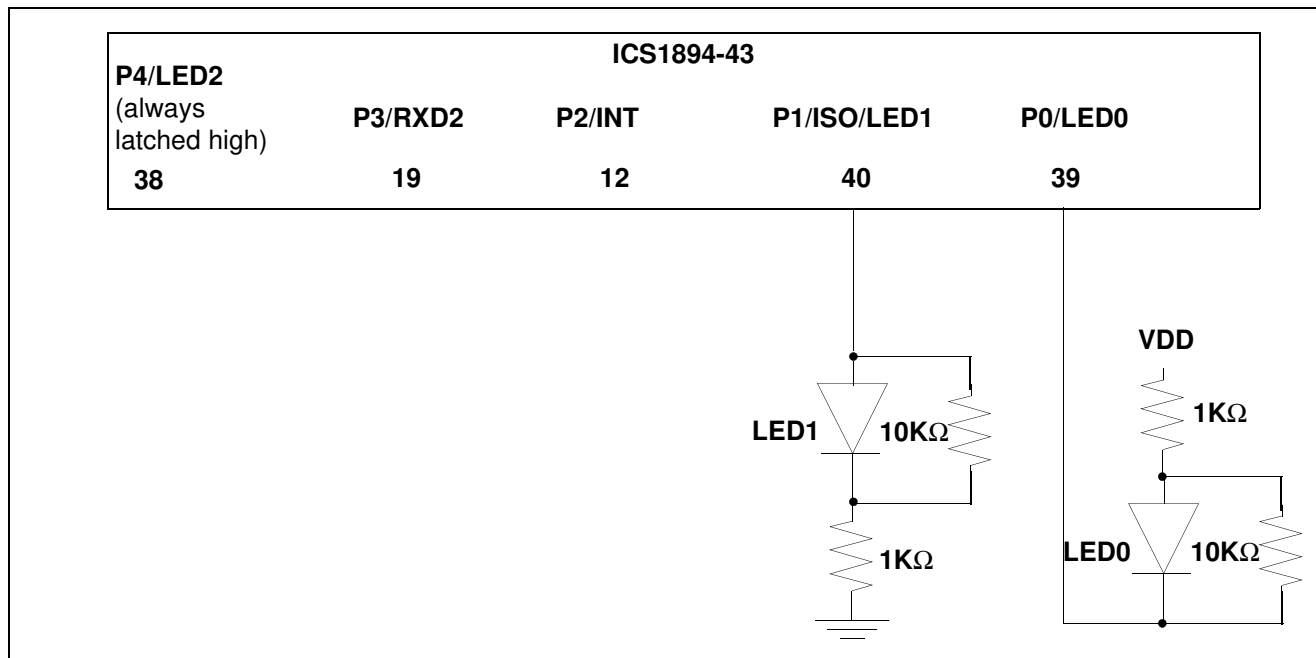 ICS1894-43
P4/LED2
(always
latched high)
P3/RXD2
P2/INT
P1/ISO/LED1
P0/LED0
38
19
12
40
39
VDD
1KΩ
LED1
10KΩ
LED0
10KΩ
1KΩ